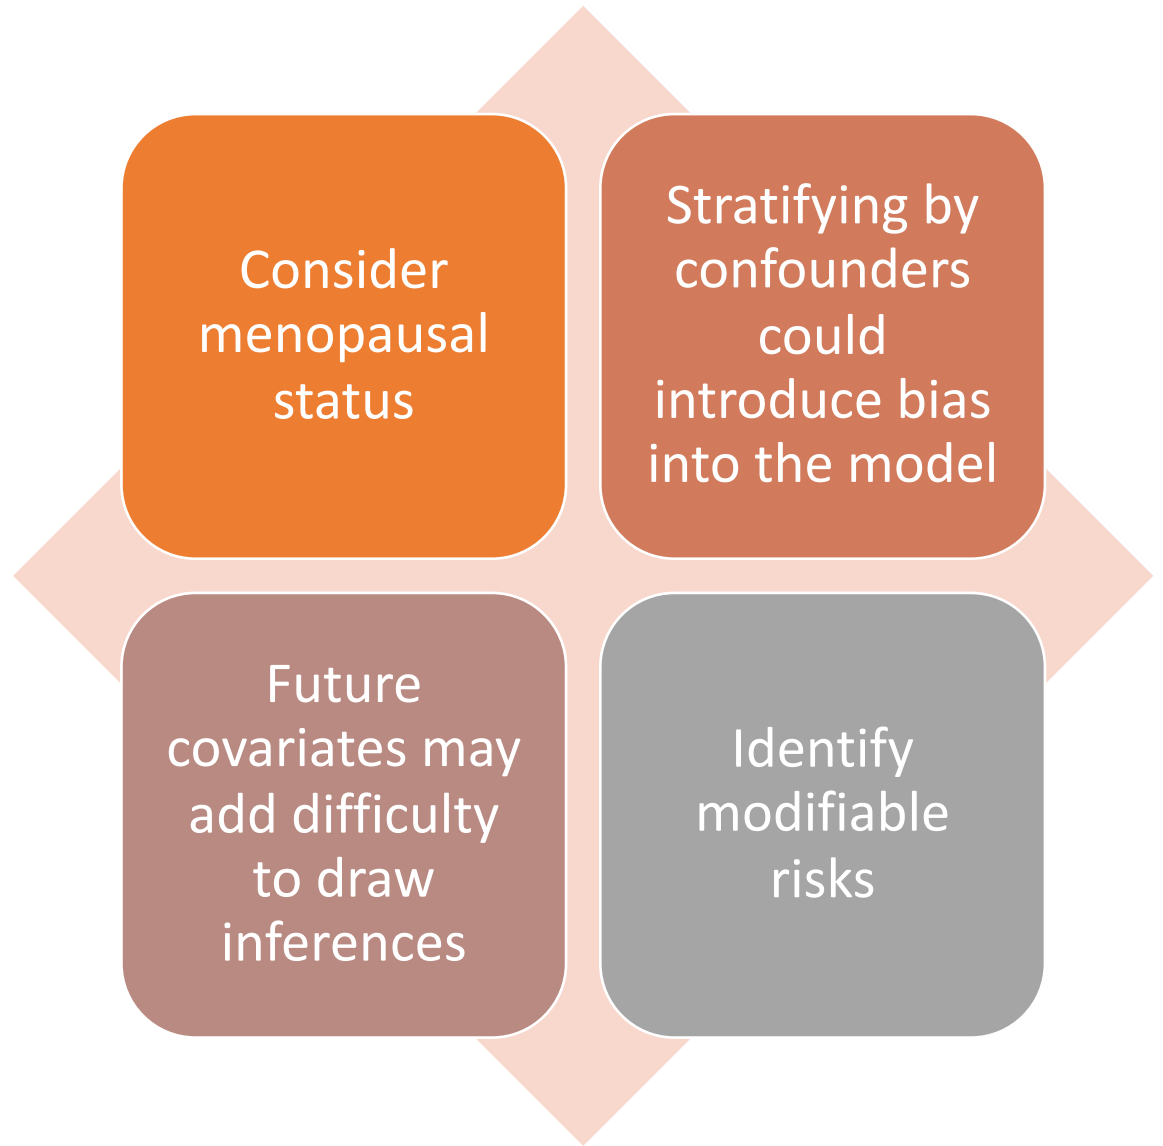 Consider
menopausal
status
Stratifying by
confounders
could
introduce bias
into the model
Future
covariates may
add difficulty
to draw
inferences
Identify
modifiable
risks